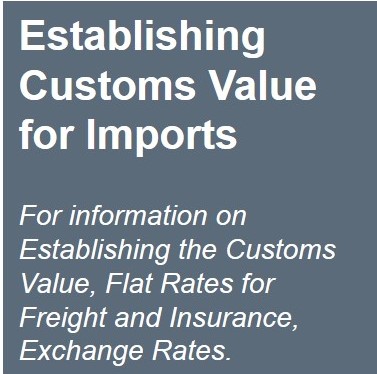 Establishing
Customs Value
for Imports
For information on
Establishing the Customs
Value, Flat Rates for
Freight and Insurance,
Exchange Rates.